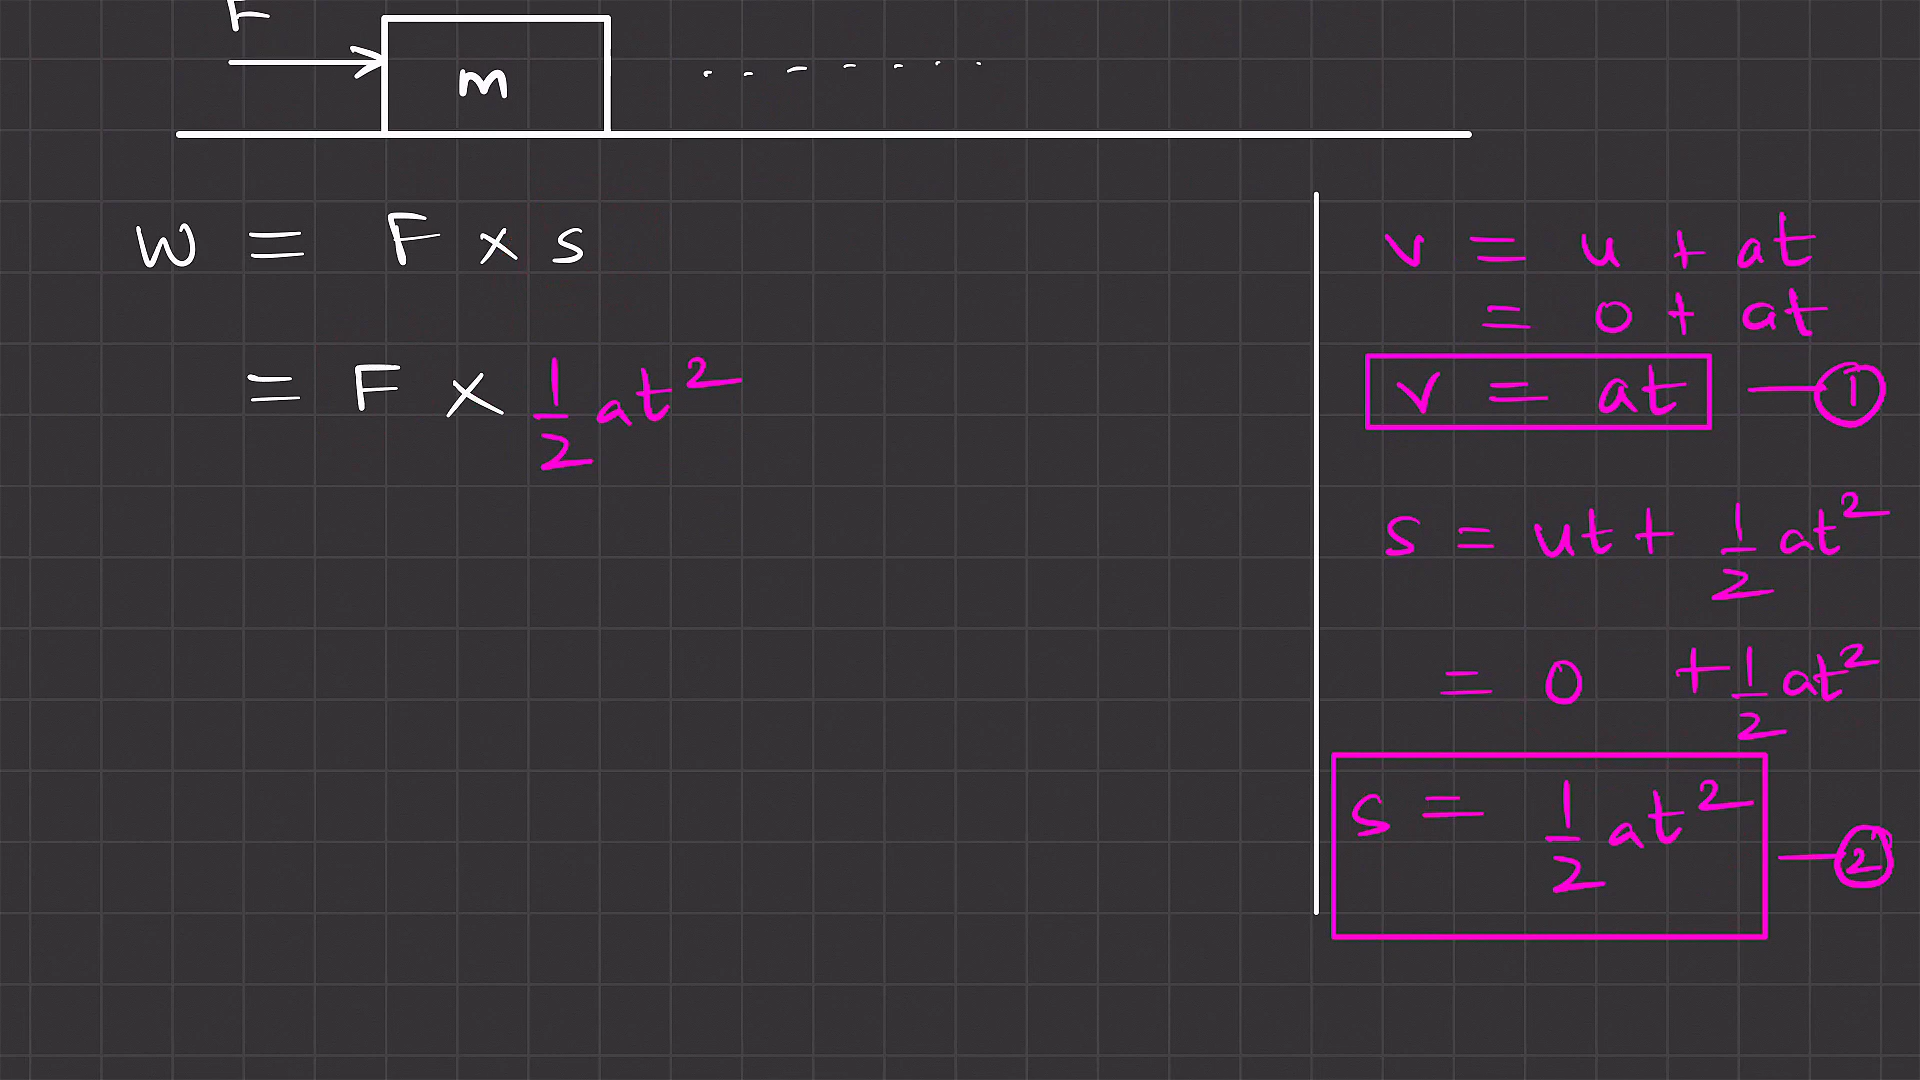 F
m
W = F × s
= F × 1/2 at²
v = u + at
= 0 + at
v = at — ①
s = ut + 1/2 at²
= 0 + 1/2 at²
s = 1/2 at² — ②